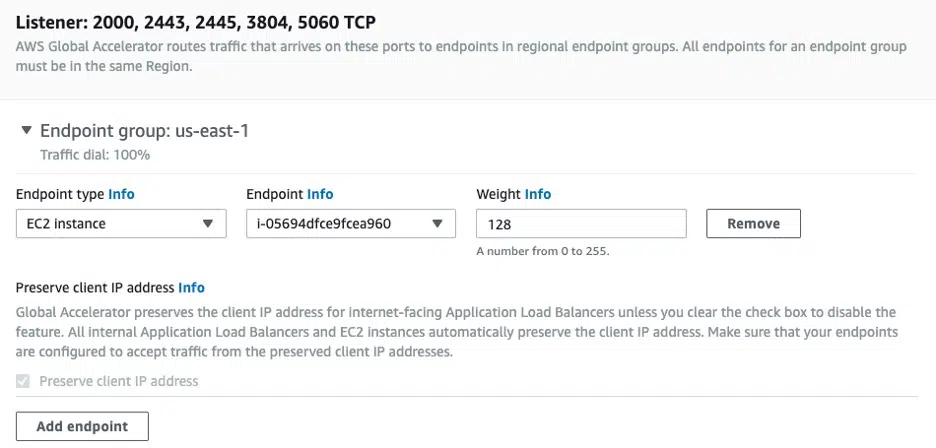 Listener: 2000, 2443, 2445, 3804, 5060 TCP
AWS Global Accelerator routes traffic that arrives on these ports to endpoints in regional endpoint groups. All endpoints for an endpoint group
must be in the same Region.
Endpoint group: us-east-1
Traffic dial: 100%
Endpoint type Info Endpoint Info Weight Info
EC2 instance i-05694dfce9fcea960 128 Remove
A number from 0 to 255.
Preserve client IP address Info
Global Accelerator preserves the client IP address for internet-facing Application Load Balancers unless you clear the check box to disable the
feature. All internal Application Load Balancers and EC2 instances automatically preserve the client IP address. Make sure that your endpoints
are configured to accept traffic from the preserved client IP addresses.
Preserve client IP address
Add endpoint